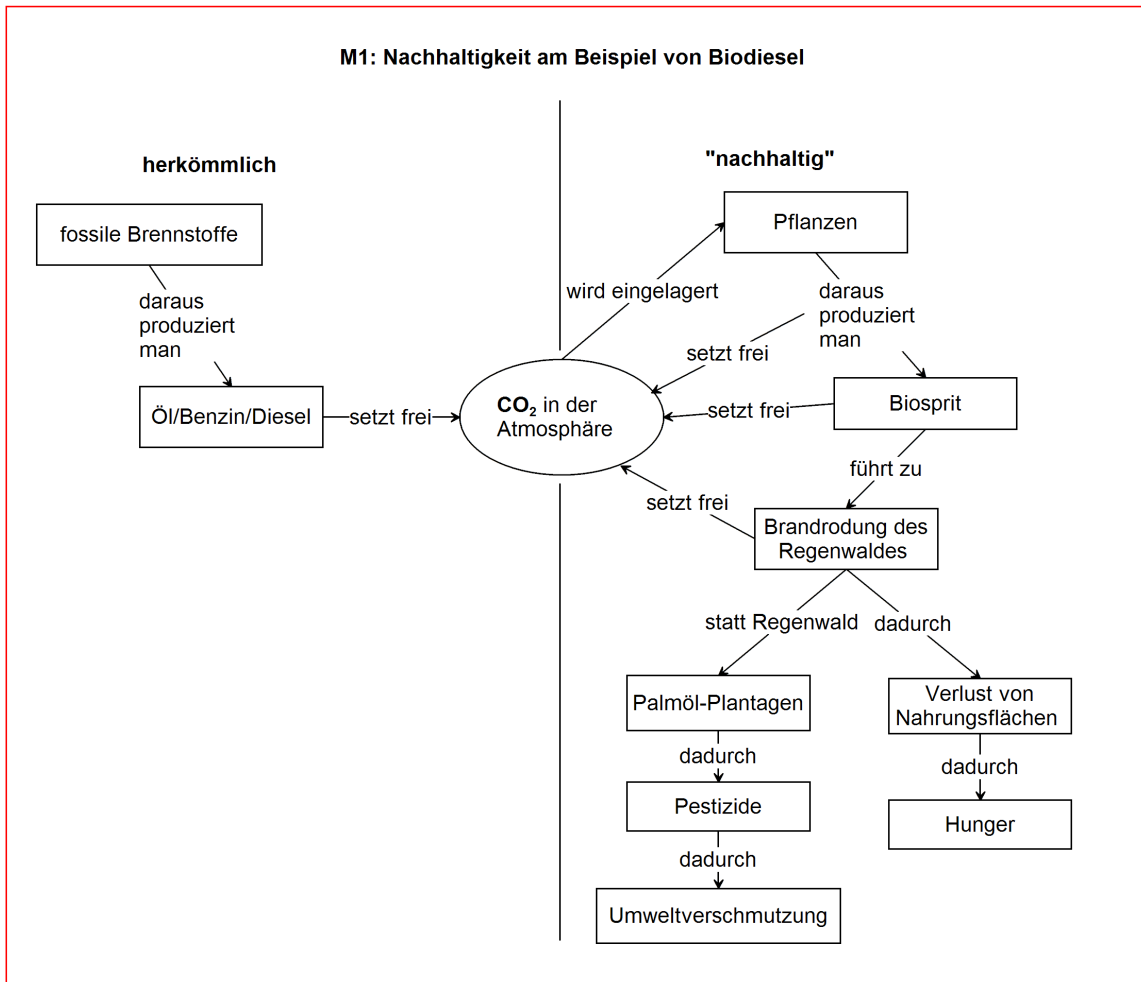 M1: Nachhaltigkeit am Beispiel von Biodiesel
herkömmlich
"nachhaltig"
fossile Brennstoffe
daraus
produziert
man
Öl/Benzin/Diesel
setzt frei
CO₂ in der
Atmosphäre
wird eingelagert
Pflanzen
daraus
produziert
man
setzt frei
Biosprit
setzt frei
führt zu
Brandrodung des
Regenwaldes
setzt frei
statt Regenwald
Palmöl-Plantagen
dadurch
Pestizide
dadurch
Umweltverschmutzung
dadurch
Verlust von
Nahrungsflächen
dadurch
Hunger